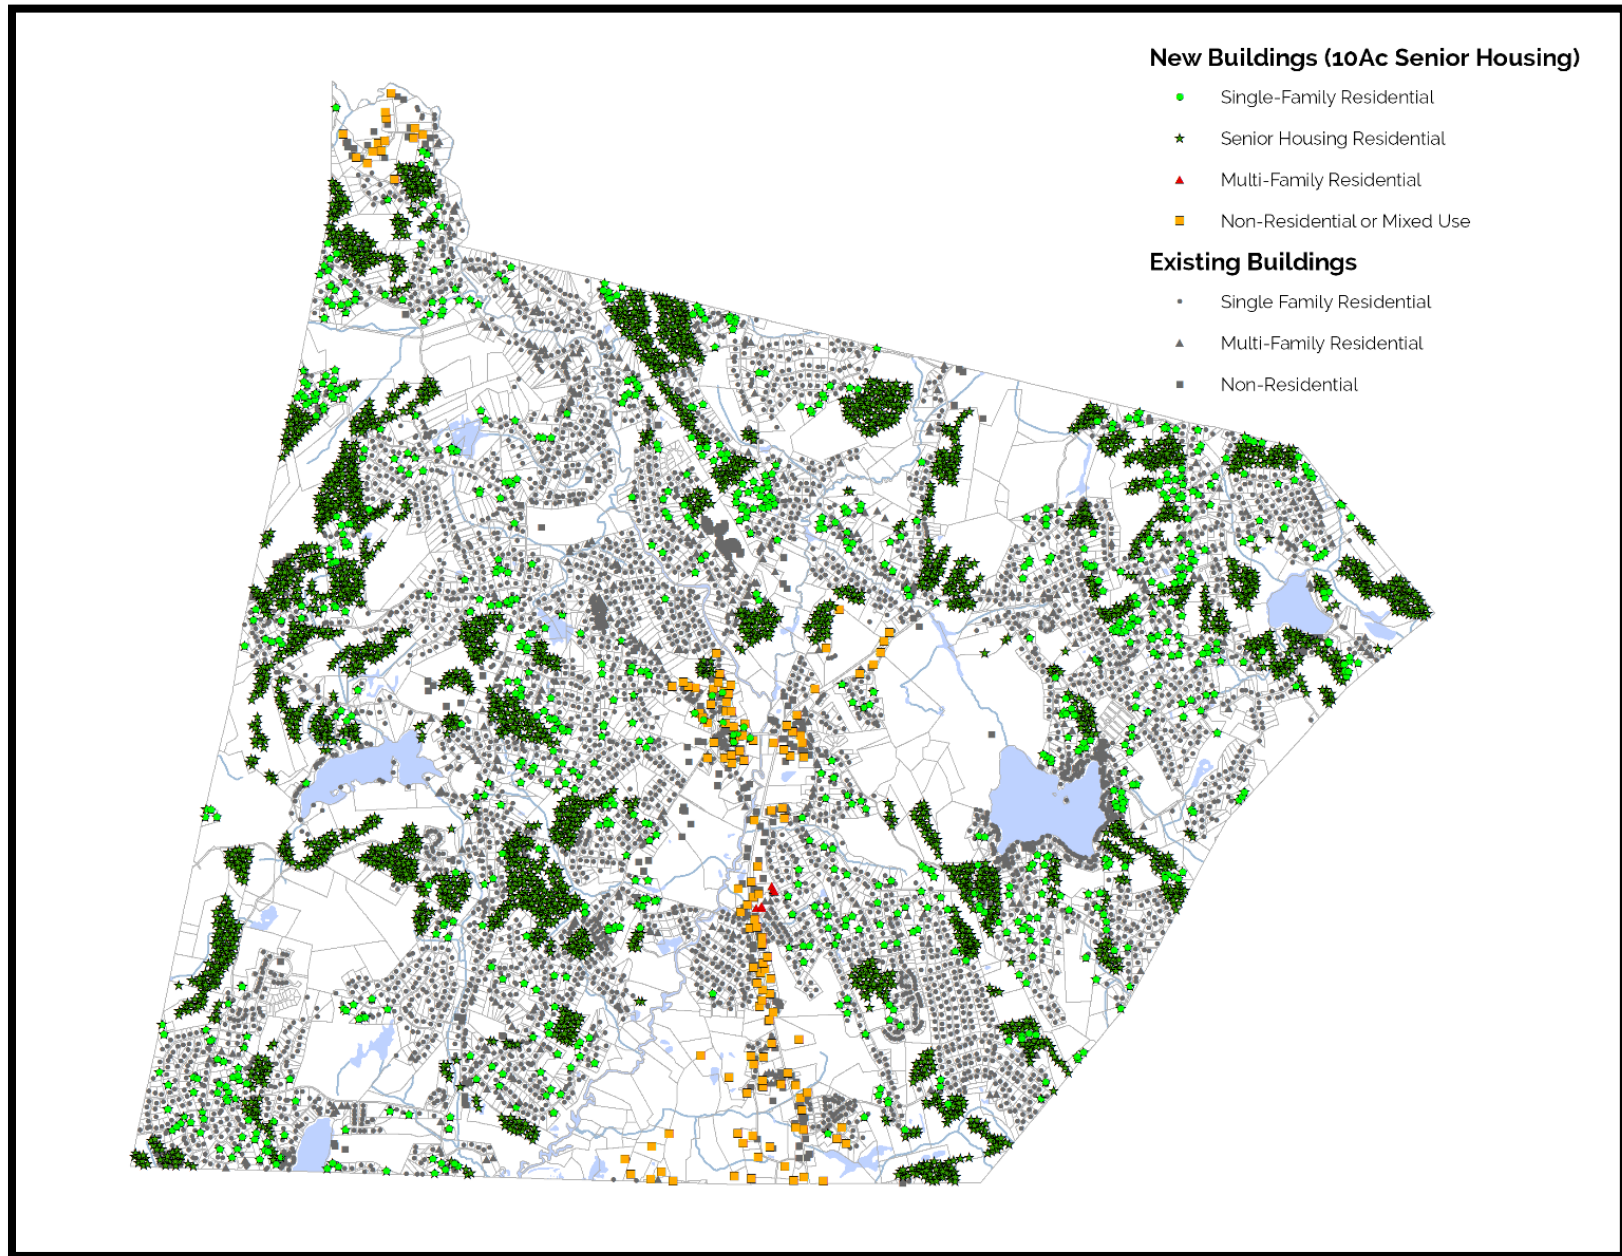 New Buildings (10Ac Senior Housing)
Single-Family Residential
Senior Housing Residential
Multi-Family Residential
Non-Residential or Mixed Use
Existing Buildings
Single Family Residential
Multi-Family Residential
Non-Residential